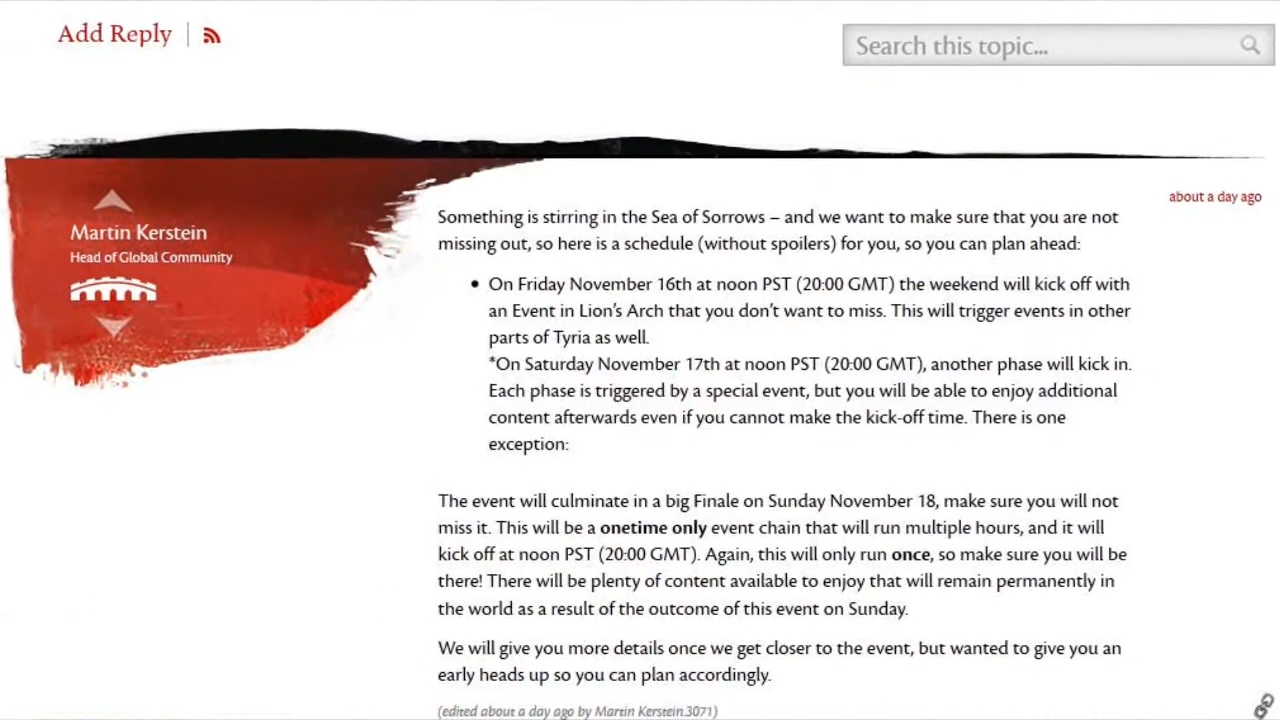 Add Reply
Search this topic...
about a day ago
Martin Kerstein
Head of Global Community
Something is stirring in the Sea of Sorrows – and we want to make sure that you are not
missing out, so here is a schedule (without spoilers) for you, so you can plan ahead:
• On Friday November 16th at noon PST (20:00 GMT) the weekend will kick off with
an Event in Lion's Arch that you don't want to miss. This will trigger events in other
parts of Tyria as well.
*On Saturday November 17th at noon PST (20:00 GMT), another phase will kick in.
Each phase is triggered by a special event, but you will be able to enjoy additional
content afterwards even if you cannot make the kick-off time. There is one
exception:
The event will culminate in a big Finale on Sunday November 18, make sure you will not
miss it. This will be a onetime only event chain that will run multiple hours, and it will
kick off at noon PST (20:00 GMT). Again, this will only run once, so make sure you will be
there! There will be plenty of content available to enjoy that will remain permanently in
the world as a result of the outcome of this event on Sunday.
We will give you more details once we get closer to the event, but wanted to give you an
early heads up so you can plan accordingly.
(edited about a day ago by Martin Kerstein.3071)